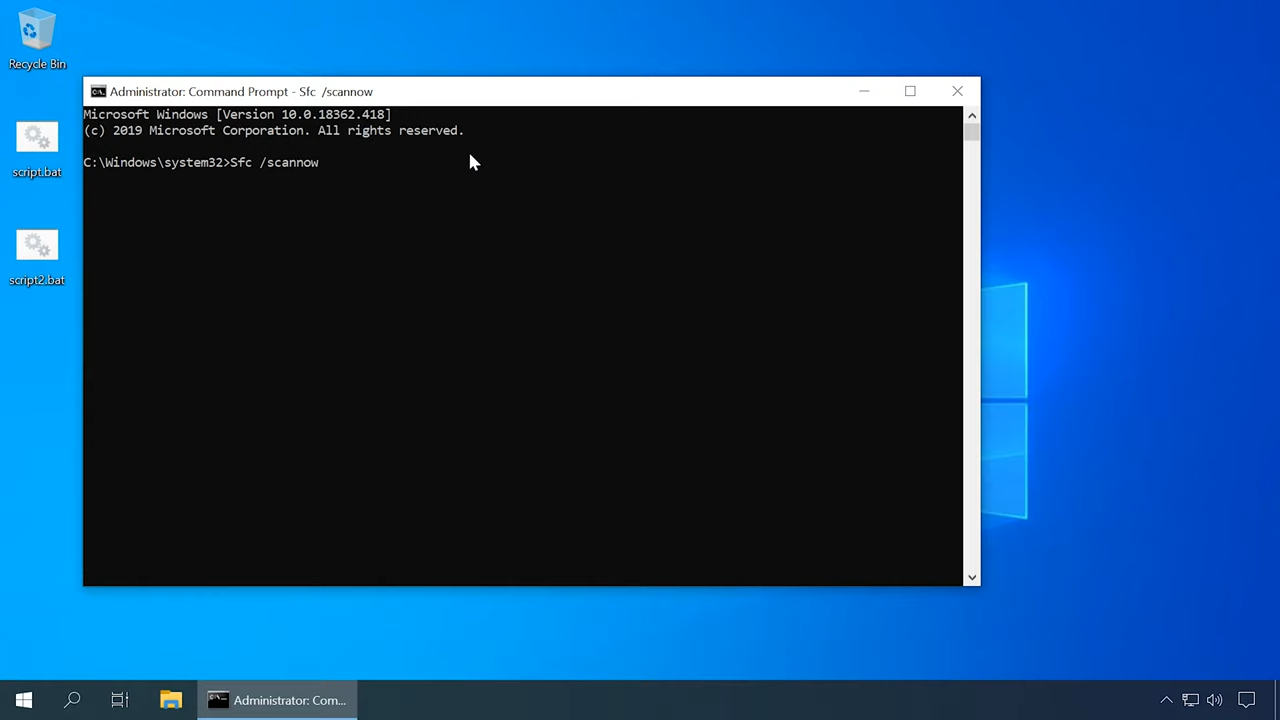 Recycle Bin
script.bat
script2.bat
Administrator: Command Prompt - Sfc  /scannow
Microsoft Windows [Version 10.0.18362.418]
(c) 2019 Microsoft Corporation. All rights reserved.
C:\Windows\system32>Sfc /scannow
Administrator: Com...